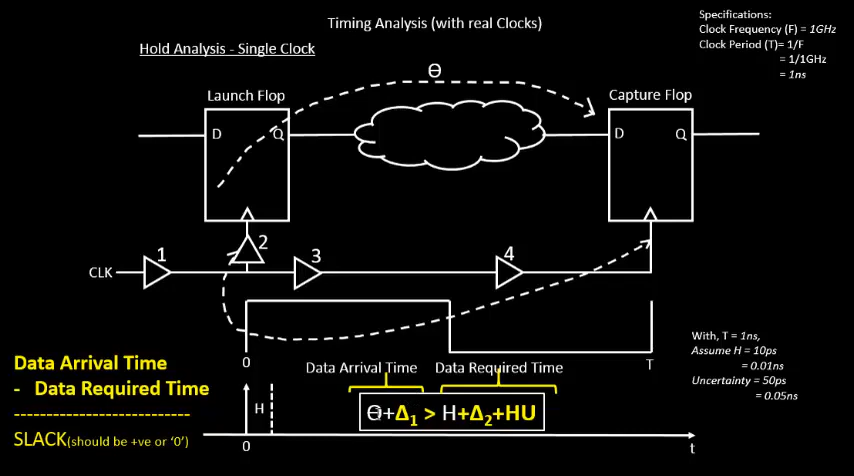 Timing Analysis (with real Clocks)
Specifications:
Clock Frequency (F) = 1GHz
Clock Period (T)= 1/F
= 1/1GHz
= 1ns
Hold Analysis - Single Clock
Ɵ
Launch Flop
Capture Flop
D
Q
D
Q
1
2
3
4
CLK
0
T
With, T = 1ns,
Assume H = 10ps
= 0.01ns
Uncertainty = 50ps
= 0.05ns
Data Arrival Time
- Data Required Time
---------------------------
SLACK(should be +ve or ‘0’)
Data Arrival Time
Data Required Time
H
Ɵ+Δ1 > H+Δ2+HU
0
t